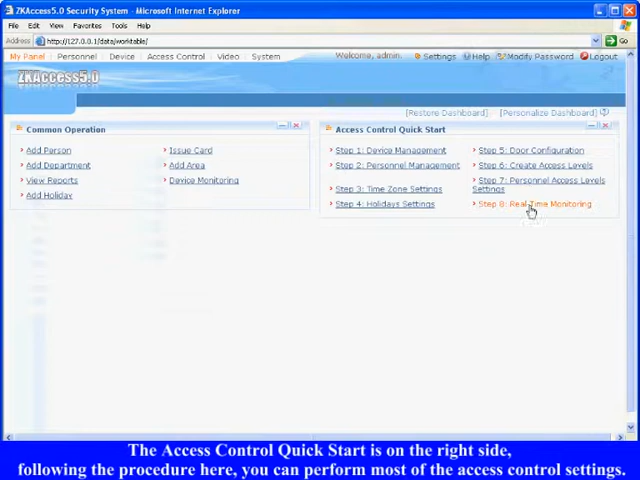 ZKAccess5.0 Security System - Microsoft Internet Explorer
File Edit View Favorites Tools Help
Address http://127.0.0.1/data/worktable/ Go
My Panel Personnel Device Access Control Video System Welcome, admin. Settings Help Modify Password Logout
ZKAccess5.0
[Restore Dashboard] [Personalize Dashboard]
Common Operation
Add Person Issue Card
Add Department Add Area
View Reports Device Monitoring
Add Holiday
Access Control Quick Start
Step 1: Device Management Step 5: Door Configuration
Step 2: Personnel Management Step 6: Create Access Levels
Step 3: Time Zone Settings Step 7: Personnel Access Levels Settings
Step 4: Holidays Settings Step 8: Real-Time Monitoring
The Access Control Quick Start is on the right side,
following the procedure here, you can perform most of the access control settings.